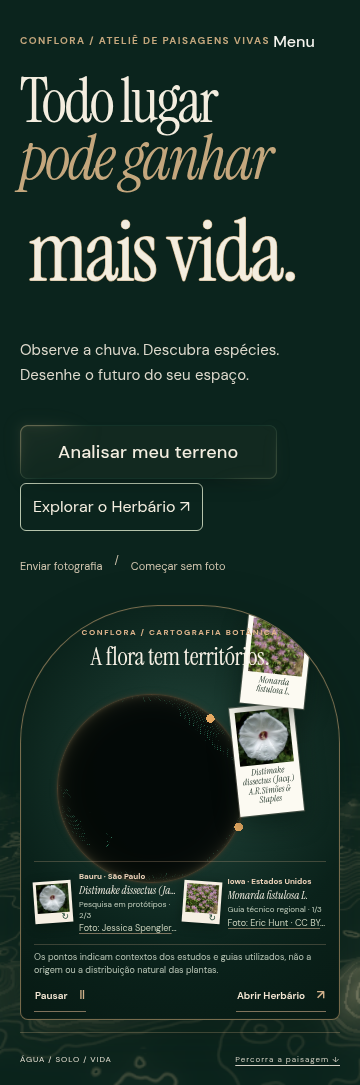 CONFLORA / ATELIÊ DE PAISAGENS VIVAS Menu
Todo lugar
pode ganhar
mais vida.
Observe a chuva. Descubra espécies.
Desenhe o futuro do seu espaço.
Analisar meu terreno
Explorar o Herbário ↗
Enviar fotografia / Começar sem foto
CONFLORA / CARTOGRAFIA BOTÂNICA
A flora tem territórios.
Monarda
fistulosa L.
Distimake
dissectus (Jacq.)
A.R.Simões &
Staples
Bauru · São Paulo
Distimake dissectus (Ja...
Pesquisa em protótipos ·
2/3
Foto: Jessica Spengler...
Iowa · Estados Unidos
Monarda fistulosa L.
Guia técnico regional · 1/3
Foto: Eric Hunt · CC BY...
Os pontos indicam contextos dos estudos e guias utilizados, não a
origem ou a distribuição natural das plantas.
Pausar
Abrir Herbário ↗
ÁGUA / SOLO / VIDA
Percorra a paisagem ↓